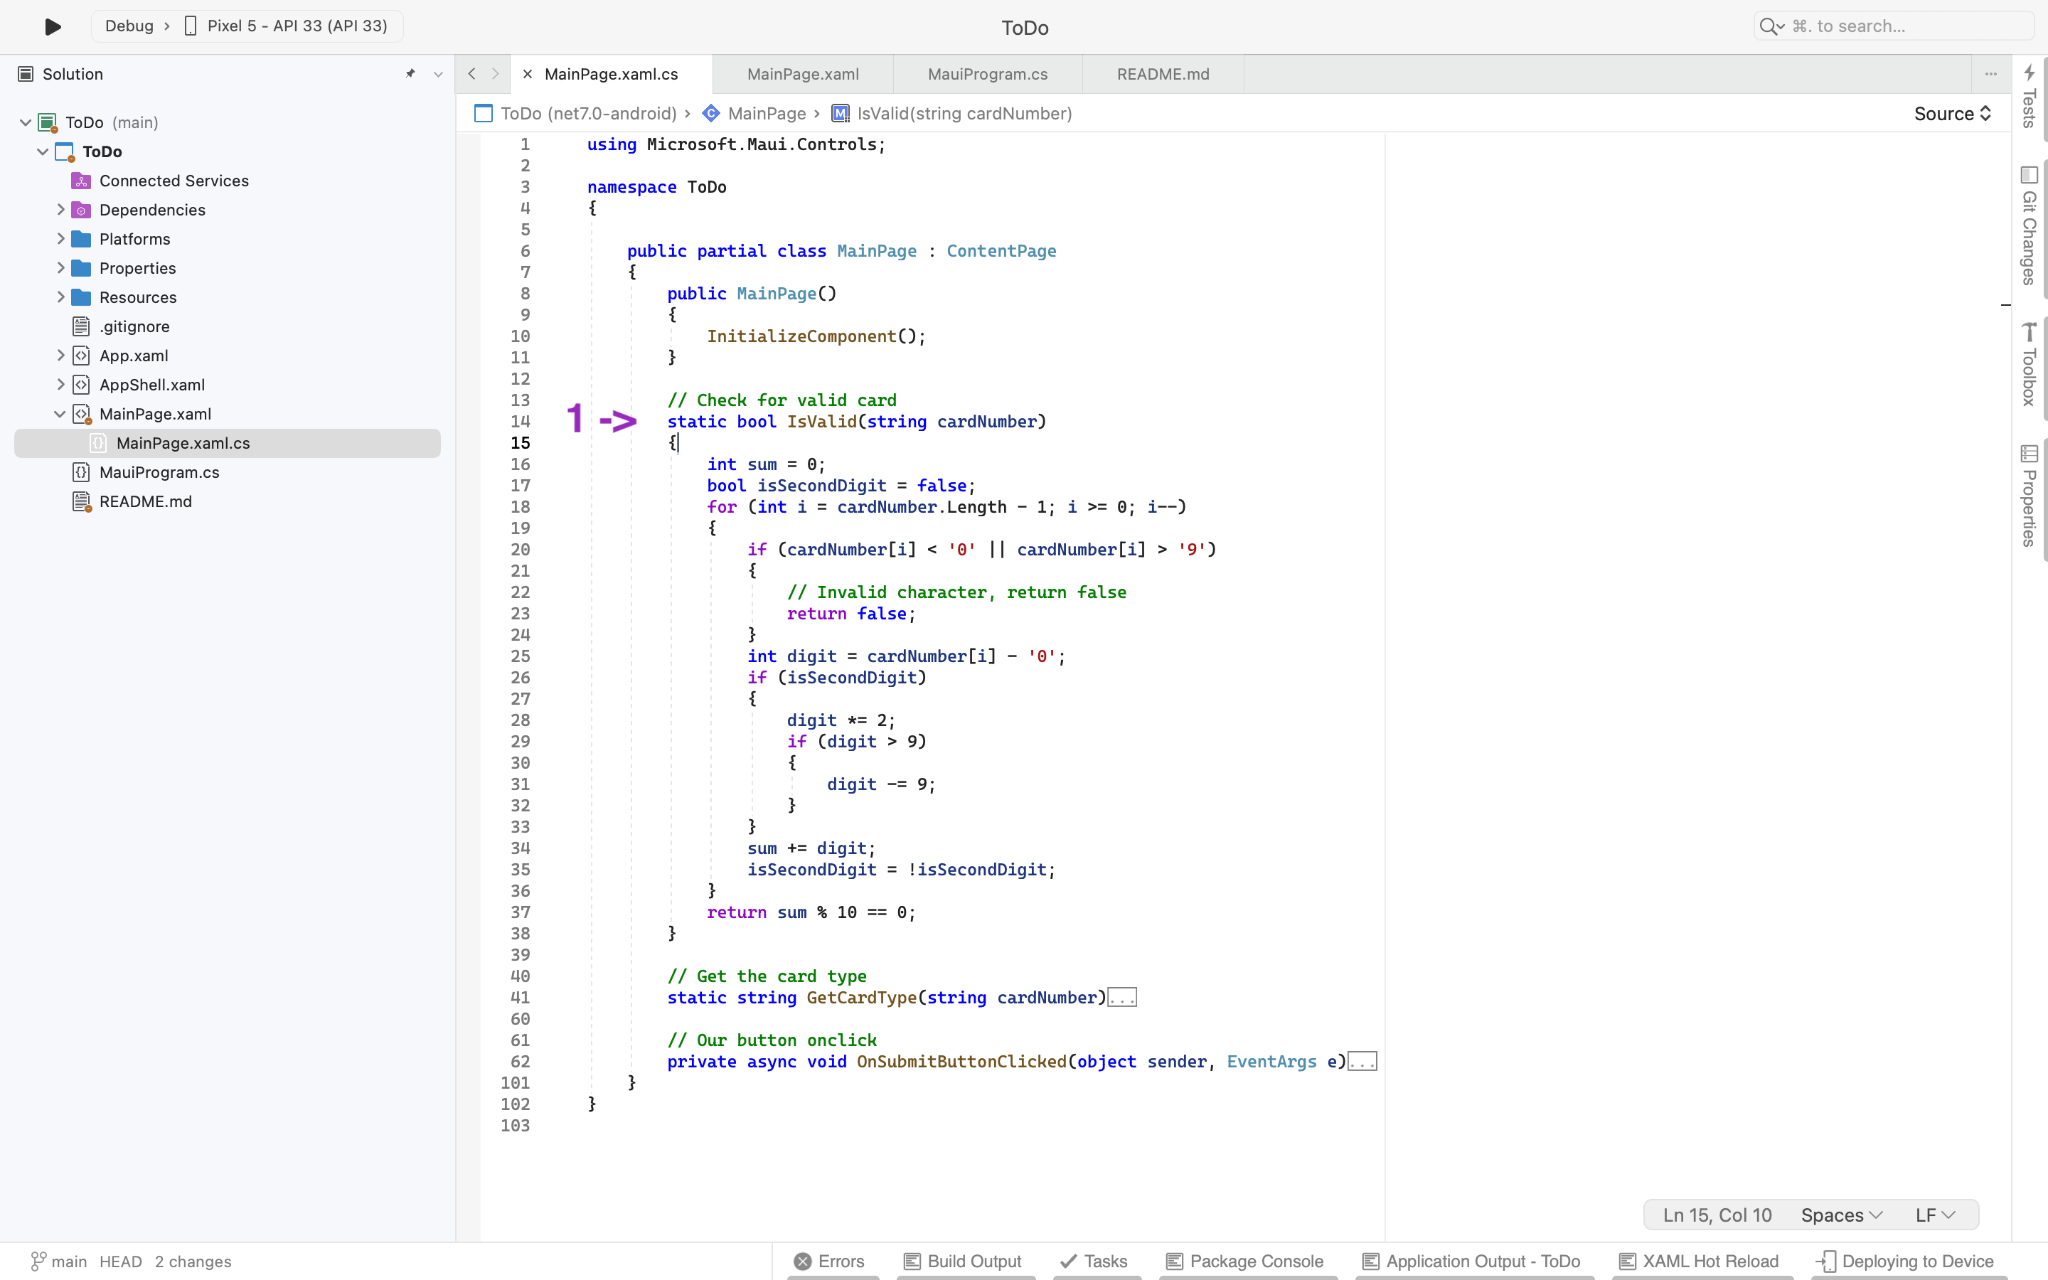 Debug › Pixel 5 - API 33 (API 33)
ToDo
⌘. to search...
Solution
ToDo (main)
ToDo
Connected Services
Dependencies
Platforms
Properties
Resources
.gitignore
App.xaml
AppShell.xaml
MainPage.xaml
MainPage.xaml.cs
MauiProgram.cs
README.md
MainPage.xaml.cs
MainPage.xaml
MauiProgram.cs
README.md
ToDo (net7.0-android) › MainPage › M IsValid(string cardNumber)
Source
1 using Microsoft.Maui.Controls;
2
3 namespace ToDo
4 {
5
6 public partial class MainPage : ContentPage
7 {
8 public MainPage()
9 {
10 InitializeComponent();
11 }
12
13 // Check for valid card
14 1 -> static bool IsValid(string cardNumber)
15 {
16 int sum = 0;
17 bool isSecondDigit = false;
18 for (int i = cardNumber.Length - 1; i >= 0; i--)
19 {
20 if (cardNumber[i] < '0' || cardNumber[i] > '9')
21 {
22 // Invalid character, return false
23 return false;
24 }
25 int digit = cardNumber[i] - '0';
26 if (isSecondDigit)
27 {
28 digit *= 2;
29 if (digit > 9)
30 {
31 digit -= 9;
32 }
33 }
34 sum += digit;
35 isSecondDigit = !isSecondDigit;
36 }
37 return sum % 10 == 0;
38 }
39
40 // Get the card type
41 static string GetCardType(string cardNumber)...
60
61 // Our button onclick
62 private async void OnSubmitButtonClicked(object sender, EventArgs e)...
101 }
102 }
103
Tests
Git Changes
Toolbox
Properties
Ln 15, Col 10 Spaces LF
main HEAD 2 changes
Errors
Build Output
Tasks
Package Console
Application Output - ToDo
XAML Hot Reload
Deploying to Device